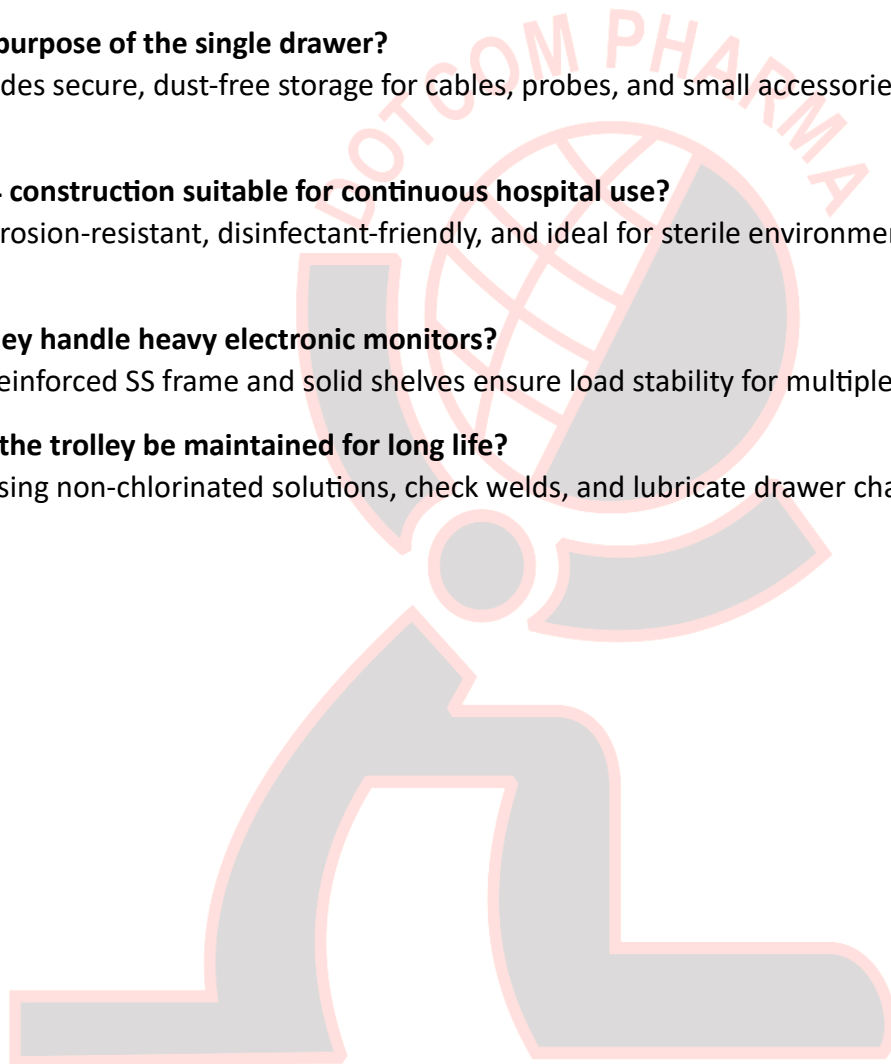 purpose of the single drawer?
des secure, dust-free storage for cables, probes, and small accessorie
construction suitable for continuous hospital use?
rosion-resistant, disinfectant-friendly, and ideal for sterile environme
ey handle heavy electronic monitors?
einforced SS frame and solid shelves ensure load stability for multiple
the trolley be maintained for long life?
sing non-chlorinated solutions, check welds, and lubricate drawer cha
DOTCOM PHARMA